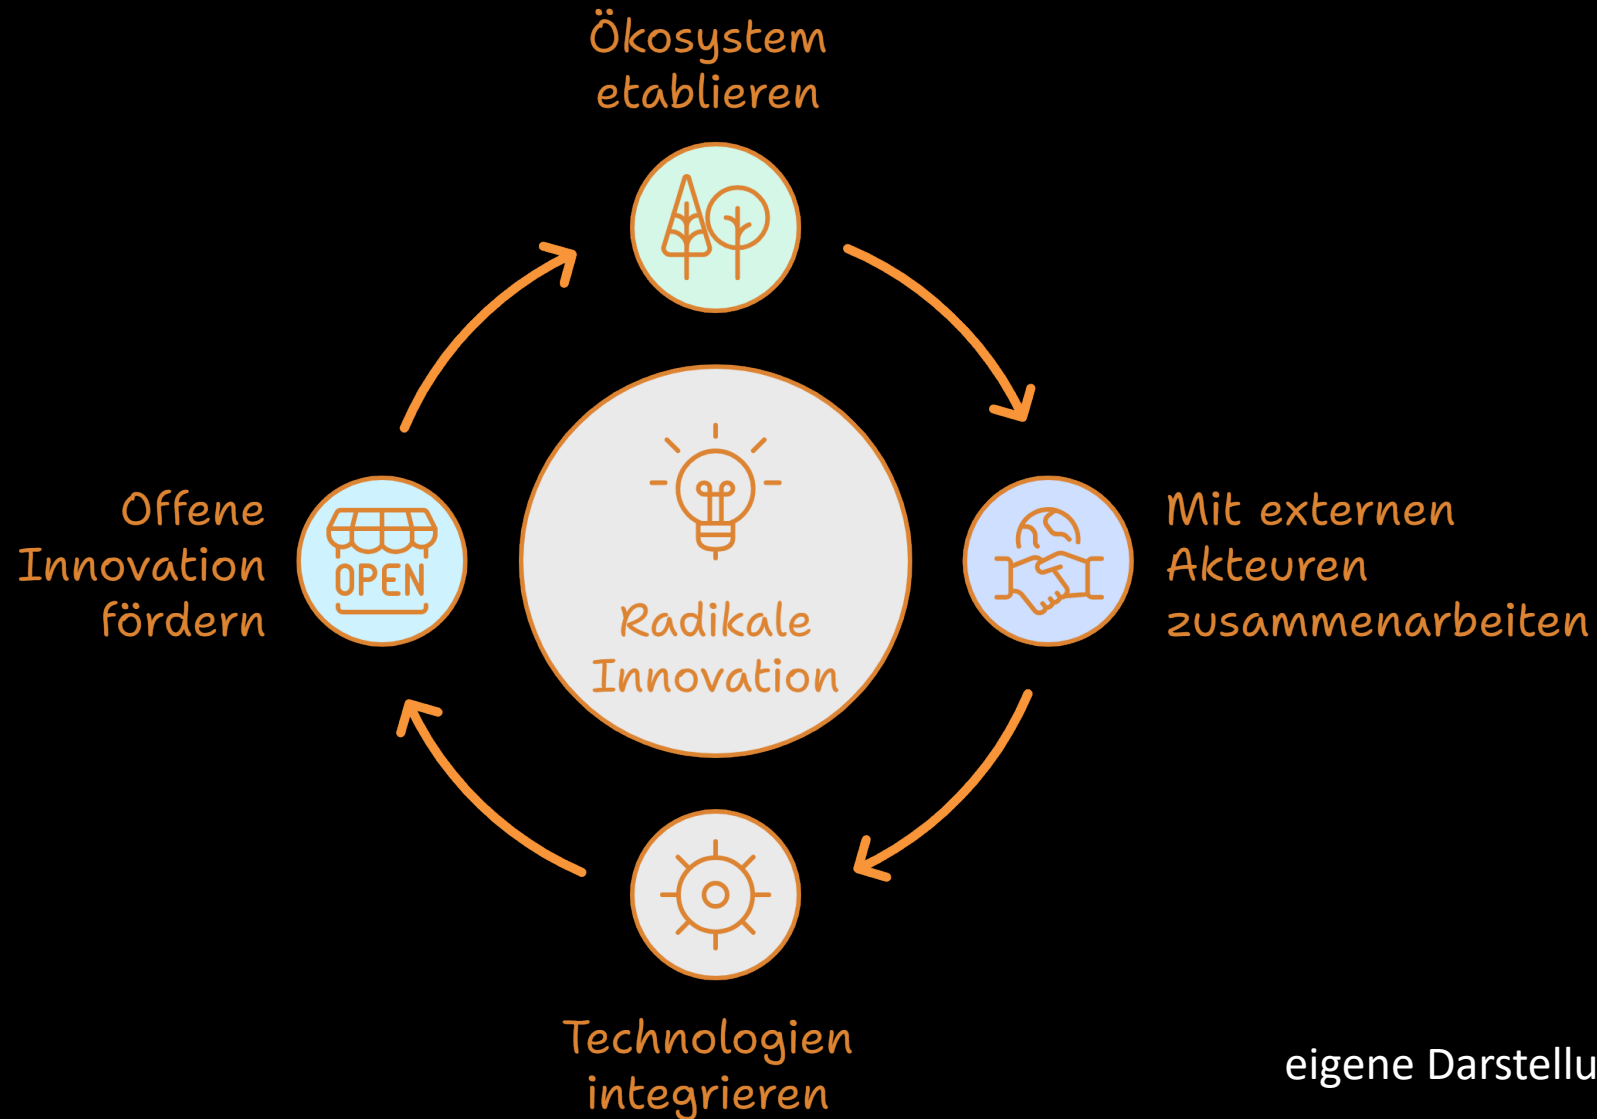 Ökosystem
etablieren
Mit externen
Akteuren
zusammenarbeiten
Technologien
integrieren
Offene
Innovation
fördern
OPEN
Radikale
Innovation
eigene Darstellu